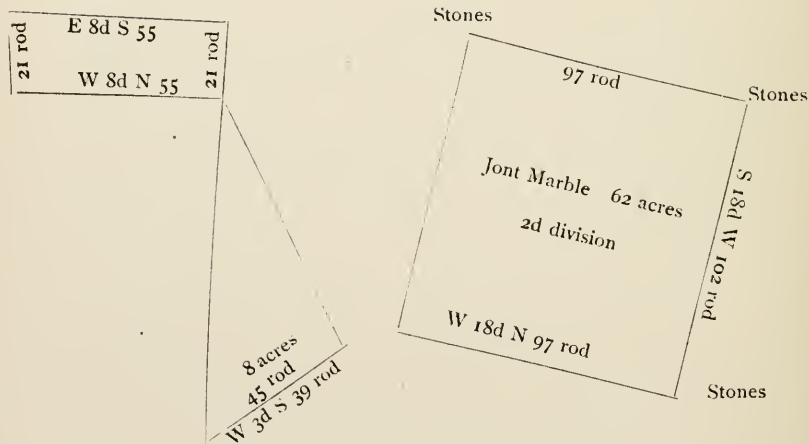 E 8d S 55
21 rod
21 rod
W 8d N 55
8 acres
45 rod
W 3d S 39 rod
Stones
97 rod
Stones
Jont Marble 62 acres
2d division
S 18d W 102 rod
W 18d N 97 rod
Stones